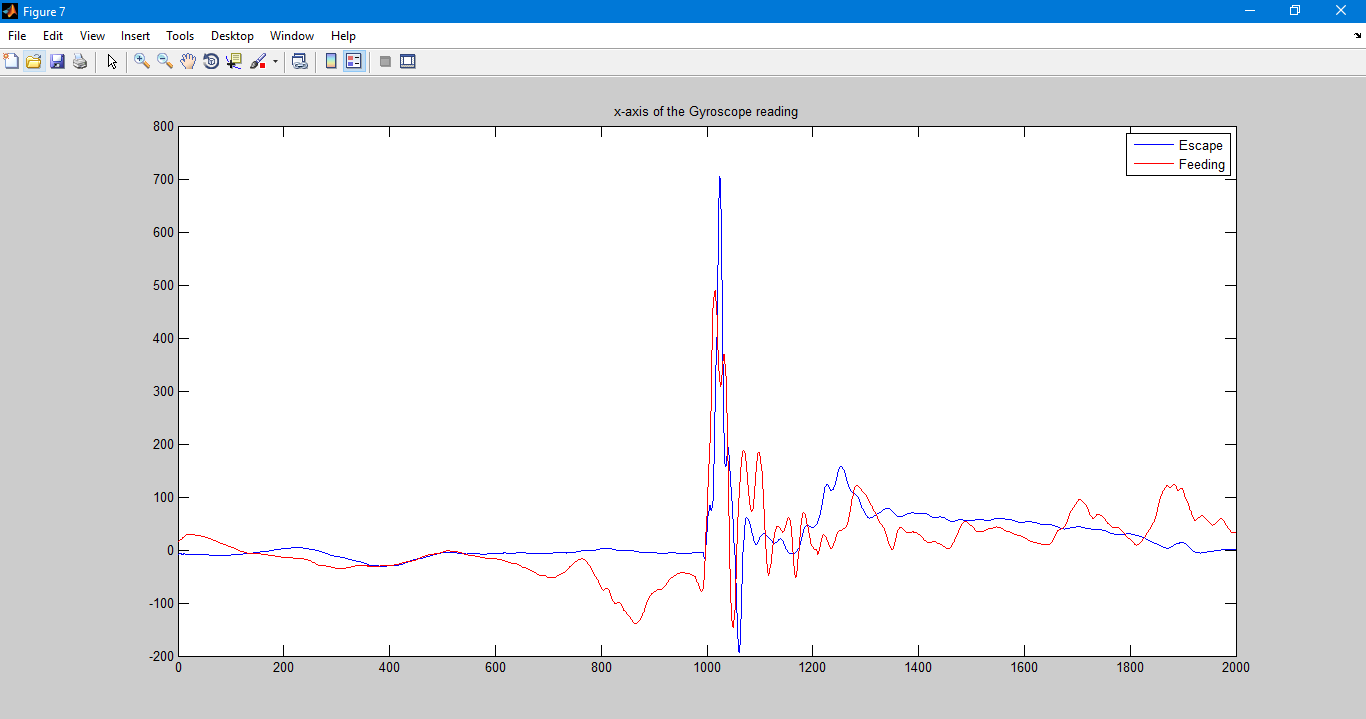 Figure 7
File Edit View Insert Tools Desktop Window Help
x-axis of the Gyroscope reading
800
700
600
500
400
300
200
100
0
-100
-200
Escape
Feeding
0 200 400 600 800 1000 1200 1400 1600 1800 2000